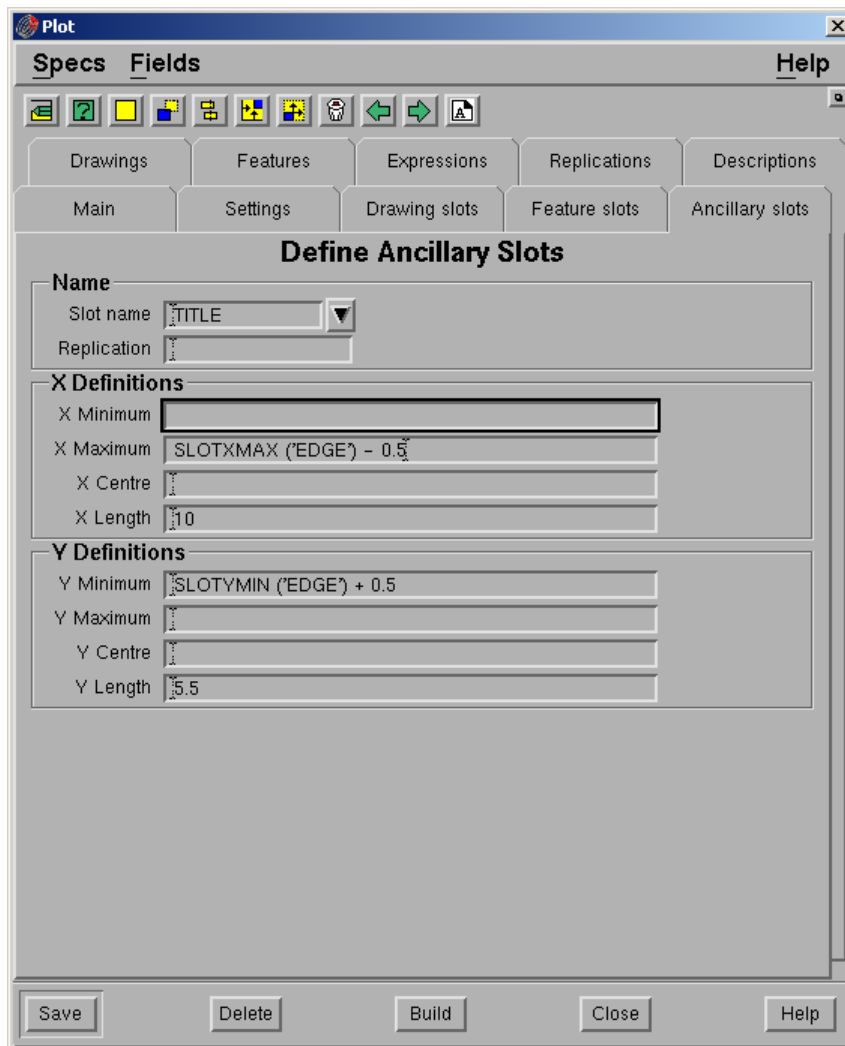 Plot
Specs Fields Help
Drawings Features Expressions Replications Descriptions
Main Settings Drawing slots Feature slots Ancillary slots
Define Ancillary Slots
Name
Slot name TITLE
Replication
X Definitions
X Minimum
X Maximum SLOTXMAX ('EDGE') - 0.5
X Centre
X Length 10
Y Definitions
Y Minimum SLOTYMIN ('EDGE') + 0.5
Y Maximum
Y Centre
Y Length 5.5
Save Delete Build Close Help